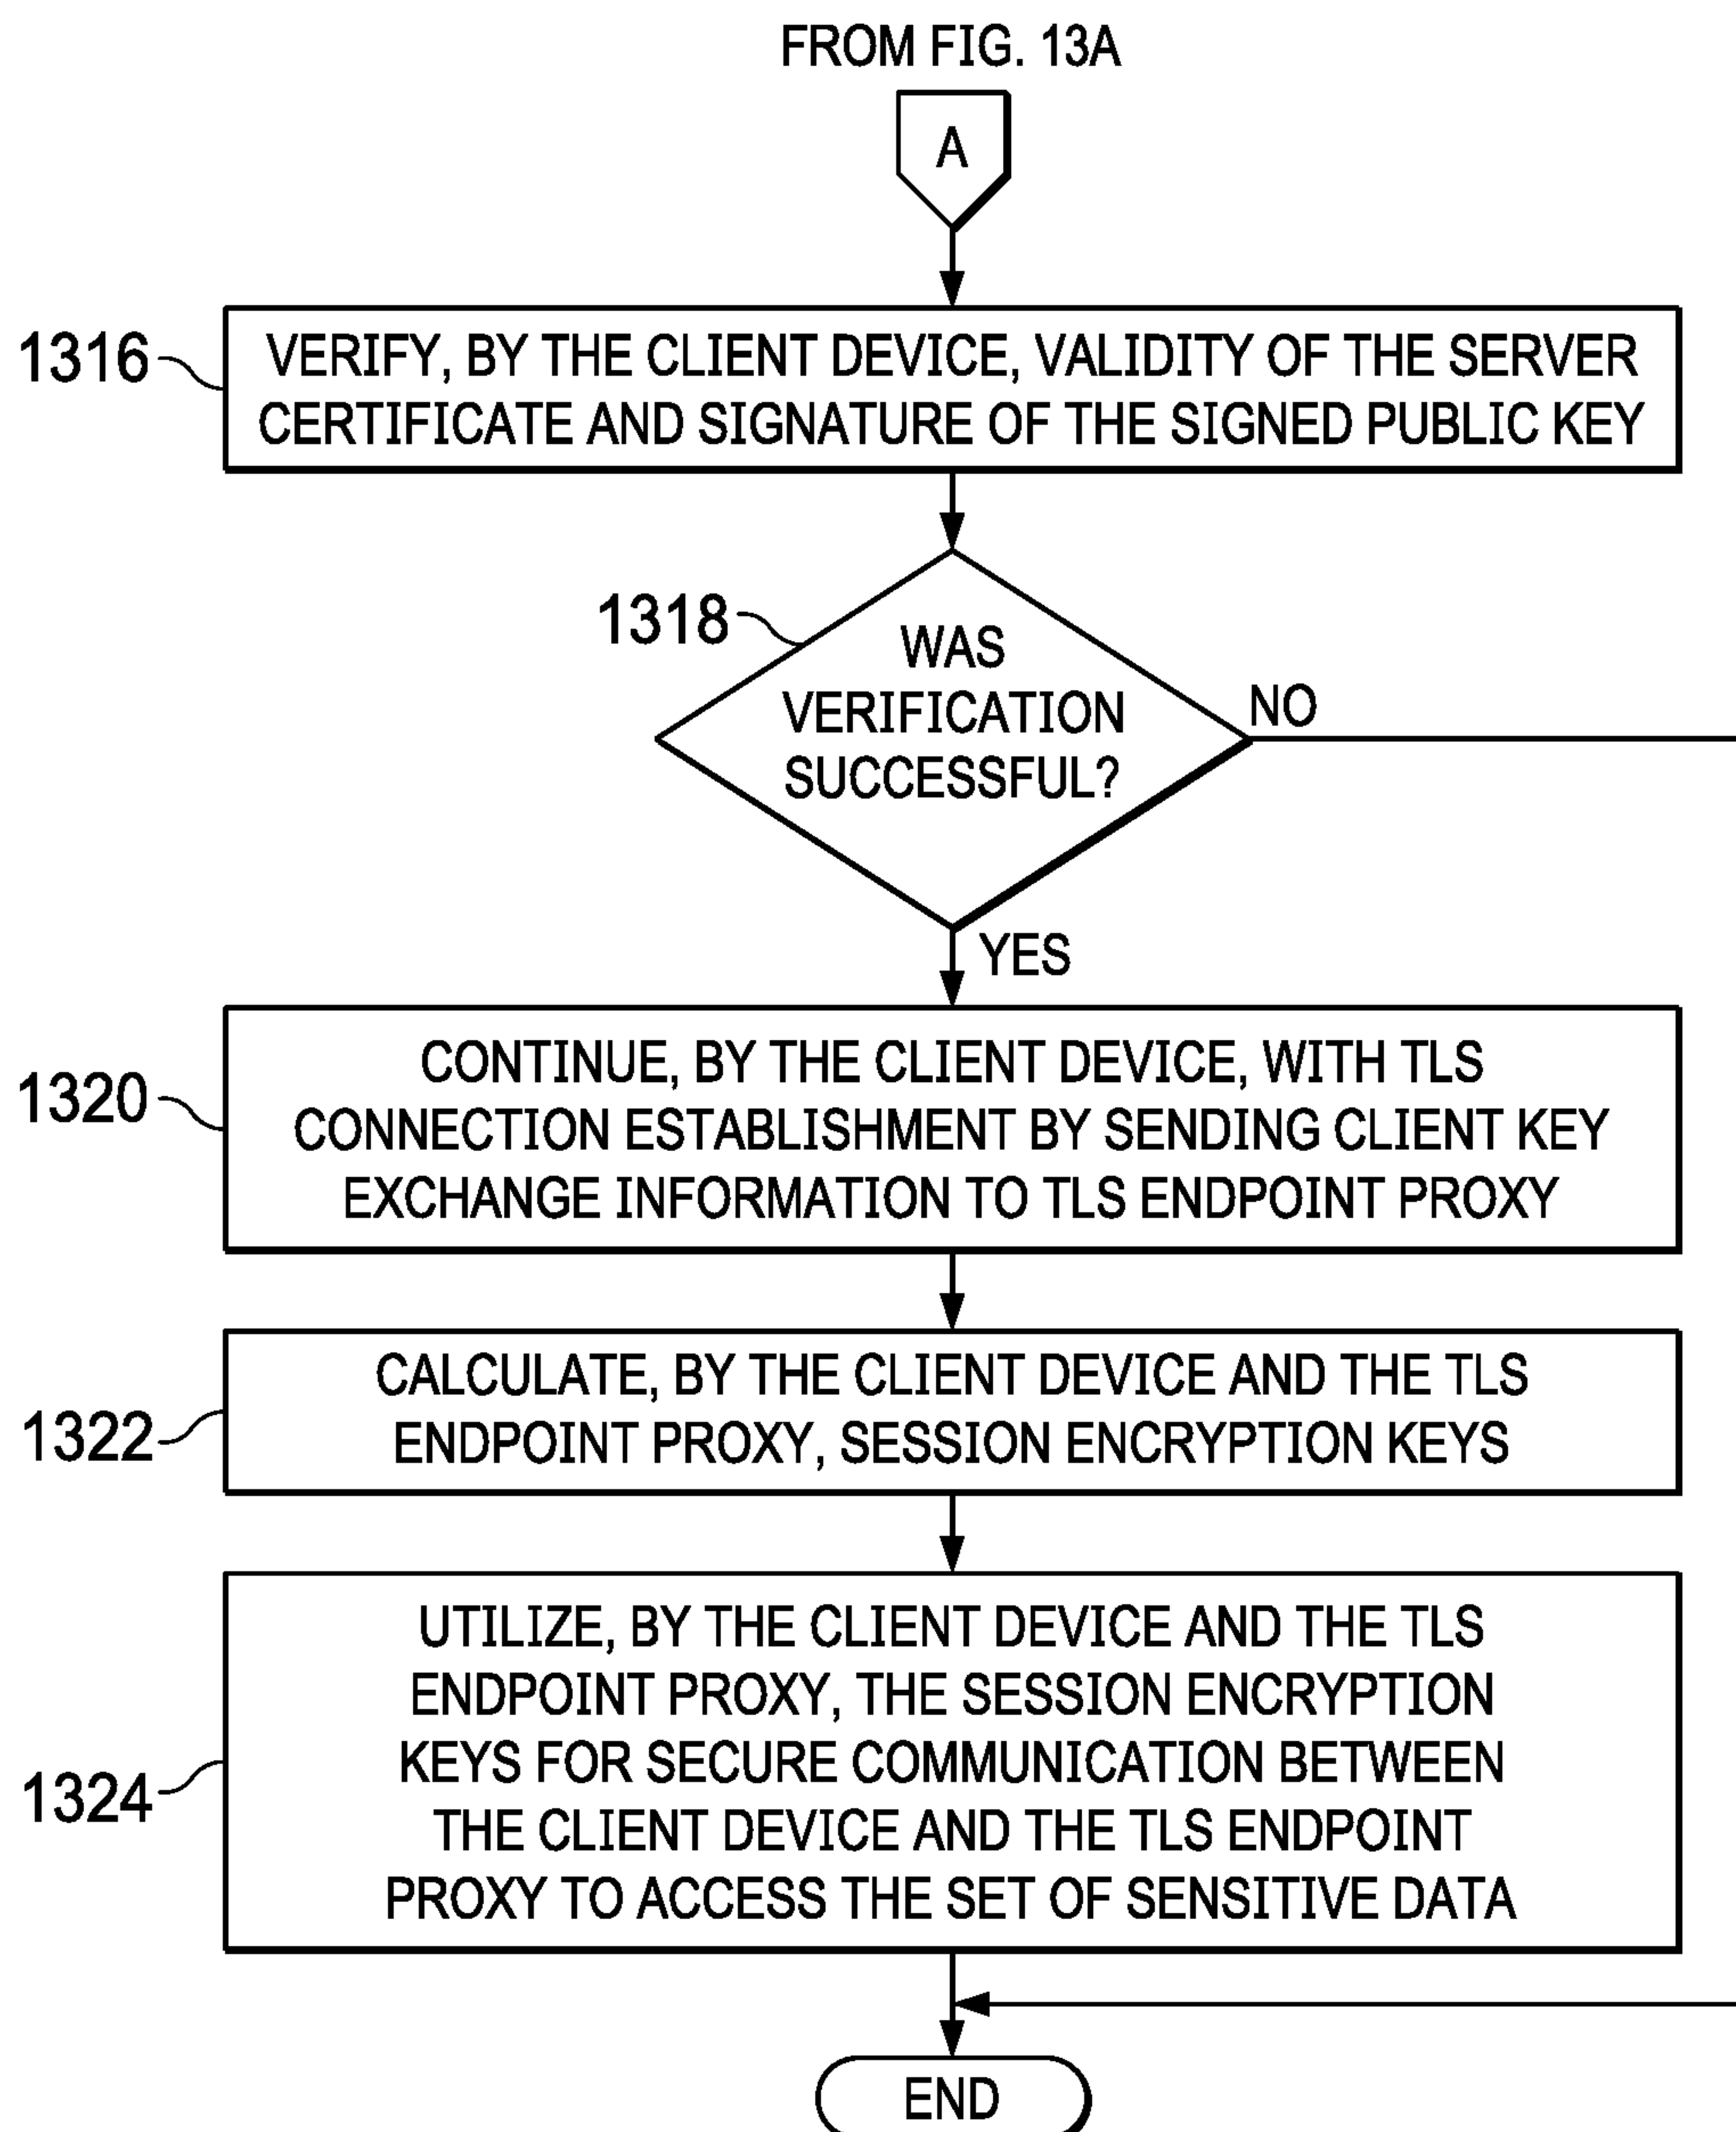 FROM FIG. 13A
A
1316
VERIFY, BY THE CLIENT DEVICE, VALIDITY OF THE SERVER
CERTIFICATE AND SIGNATURE OF THE SIGNED PUBLIC KEY
1318
WAS
VERIFICATION
SUCCESSFUL?
NO
YES
1320
CONTINUE, BY THE CLIENT DEVICE, WITH TLS
CONNECTION ESTABLISHMENT BY SENDING CLIENT KEY
EXCHANGE INFORMATION TO TLS ENDPOINT PROXY
1322
CALCULATE, BY THE CLIENT DEVICE AND THE TLS
ENDPOINT PROXY, SESSION ENCRYPTION KEYS
1324
UTILIZE, BY THE CLIENT DEVICE AND THE TLS
ENDPOINT PROXY, THE SESSION ENCRYPTION
KEYS FOR SECURE COMMUNICATION BETWEEN
THE CLIENT DEVICE AND THE TLS ENDPOINT
PROXY TO ACCESS THE SET OF SENSITIVE DATA
END